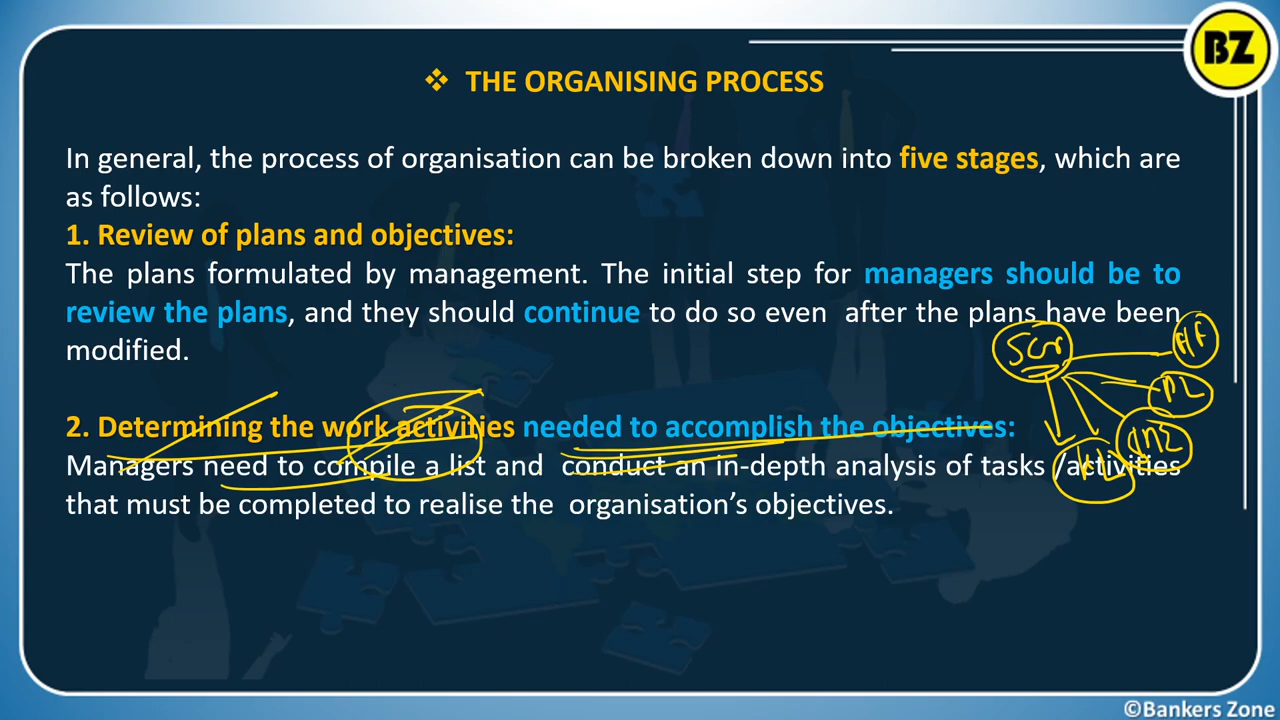 BZ
❖ THE ORGANISING PROCESS
In general, the process of organisation can be broken down into five stages, which are
as follows:
1. Review of plans and objectives:
The plans formulated by management. The initial step for managers should be to
review the plans, and they should continue to do so even after the plans have been
modified.
2. Determining the work activities needed to accomplish the objectives:
Managers need to compile a list and conduct an in-depth analysis of tasks /activities
that must be completed to realise the organisation's objectives.
5Cr
©Bankers Zone